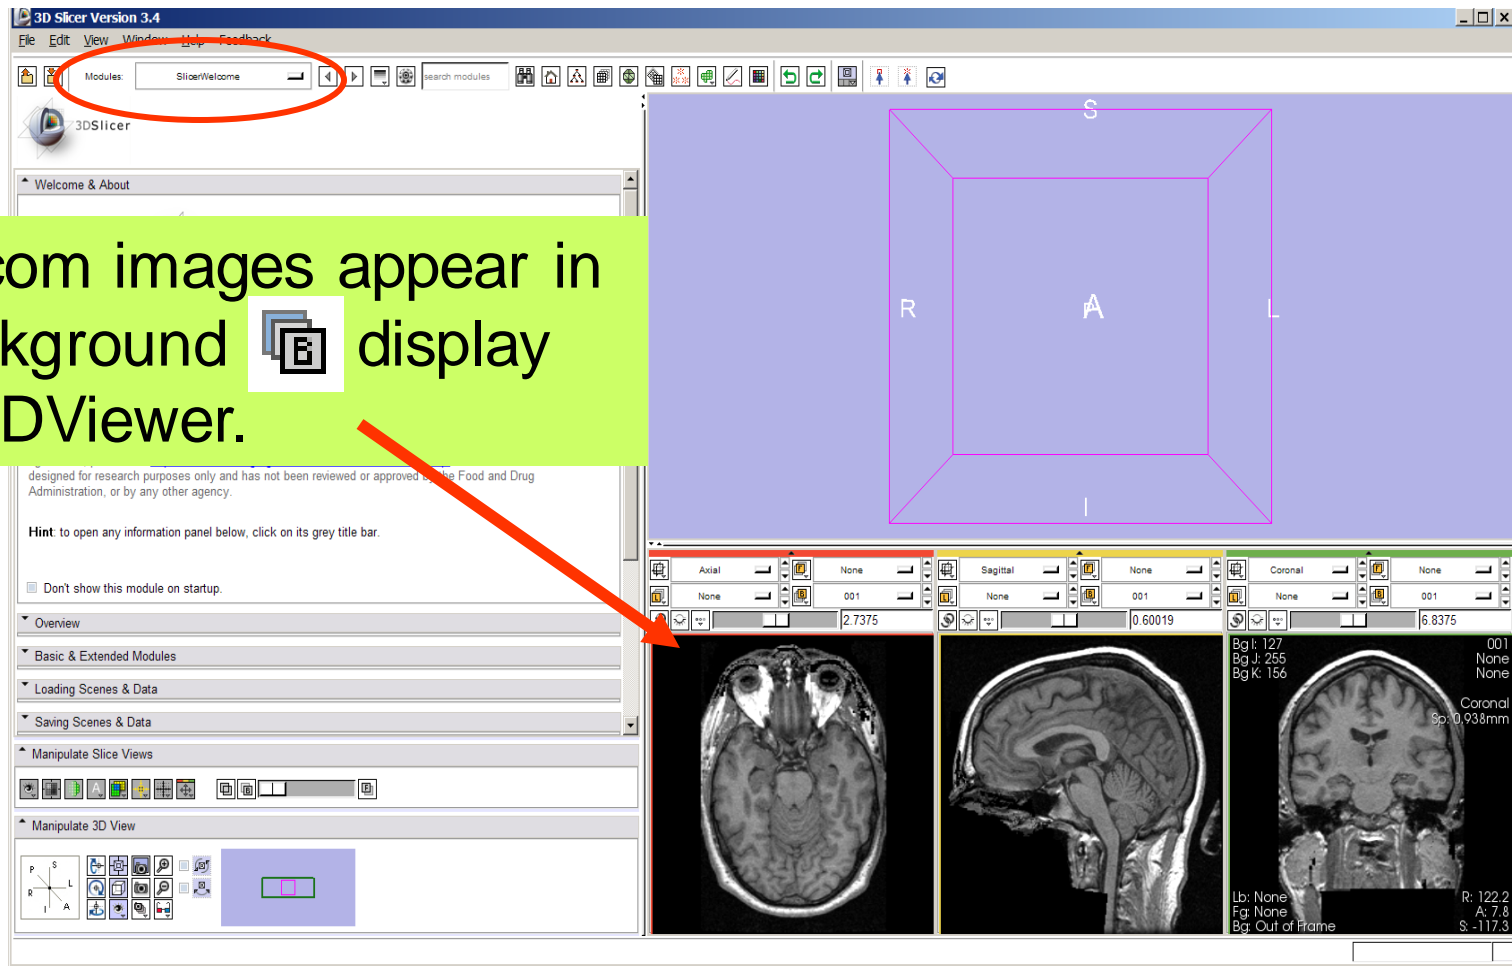 3D Slicer Version 3.4
File Edit View Window Help Feedback
Modules: SlicerWelcome search modules
3DSlicer
Welcome & About
com images appear in
kground B display
DViewer.
designed for research purposes only and has not been reviewed or approved by the Food and Drug
Administration, or by any other agency.
Hint: to open any information panel below, click on its grey title bar.
Don't show this module on startup.
Overview
Basic & Extended Modules
Loading Scenes & Data
Saving Scenes & Data
Manipulate Slice Views
A B F
Manipulate 3D View
P S
R L
I A
S
R A L
I
Axial F None
L None B 001
2.7375
Sagittal F None
L None B 001
0.60019
Coronal F None
L None B 001
6.8375
Bg I: 127 001
Bg J: 255 None
Bg K: 156 None
Coronal
Sp: 0.938mm
Lb: None R: 122.2
Fg: None A: 7.8
Bg: Out of Frame S: -117.3